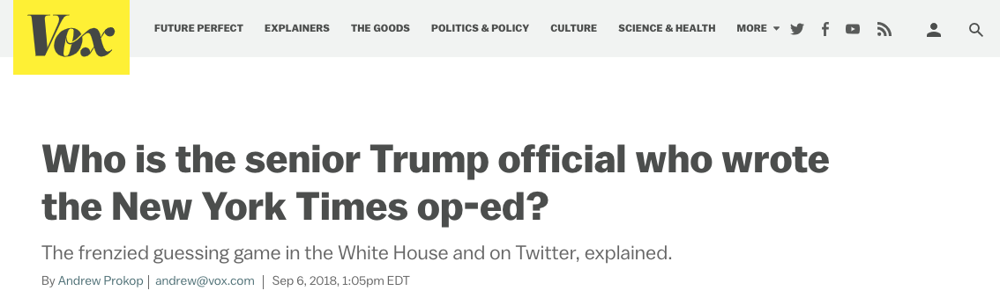 Vox
FUTURE PERFECT EXPLAINERS THE GOODS POLITICS & POLICY CULTURE SCIENCE & HEALTH MORE
Who is the senior Trump official who wrote
the New York Times op-ed?
The frenzied guessing game in the White House and on Twitter, explained.
By Andrew Prokop | andrew@vox.com | Sep 6, 2018, 1:05pm EDT